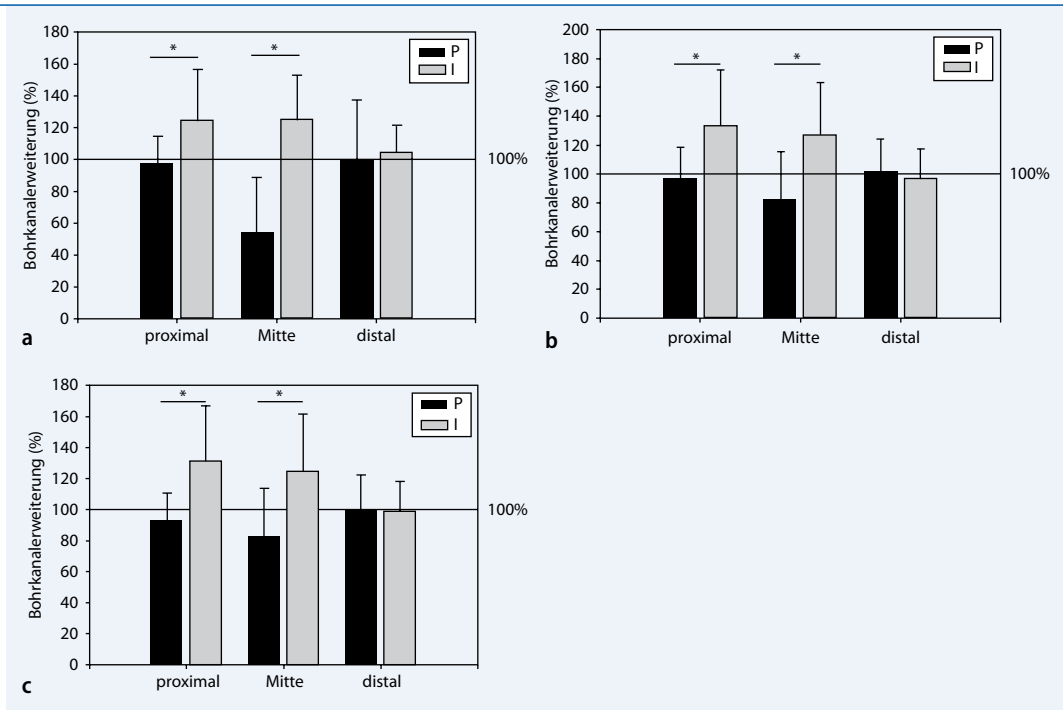 Bohrkanalerweiterung (%)
180
160
140
120
100
80
60
40
20
0
*
*
P
I
100%
proximal
Mitte
distal
a
Bohrkanalerweiterung (%)
200
180
160
140
120
100
80
60
40
20
0
*
*
P
I
100%
proximal
Mitte
distal
b
Bohrkanalerweiterung (%)
180
160
140
120
100
80
60
40
20
0
*
*
P
I
100%
proximal
Mitte
distal
c